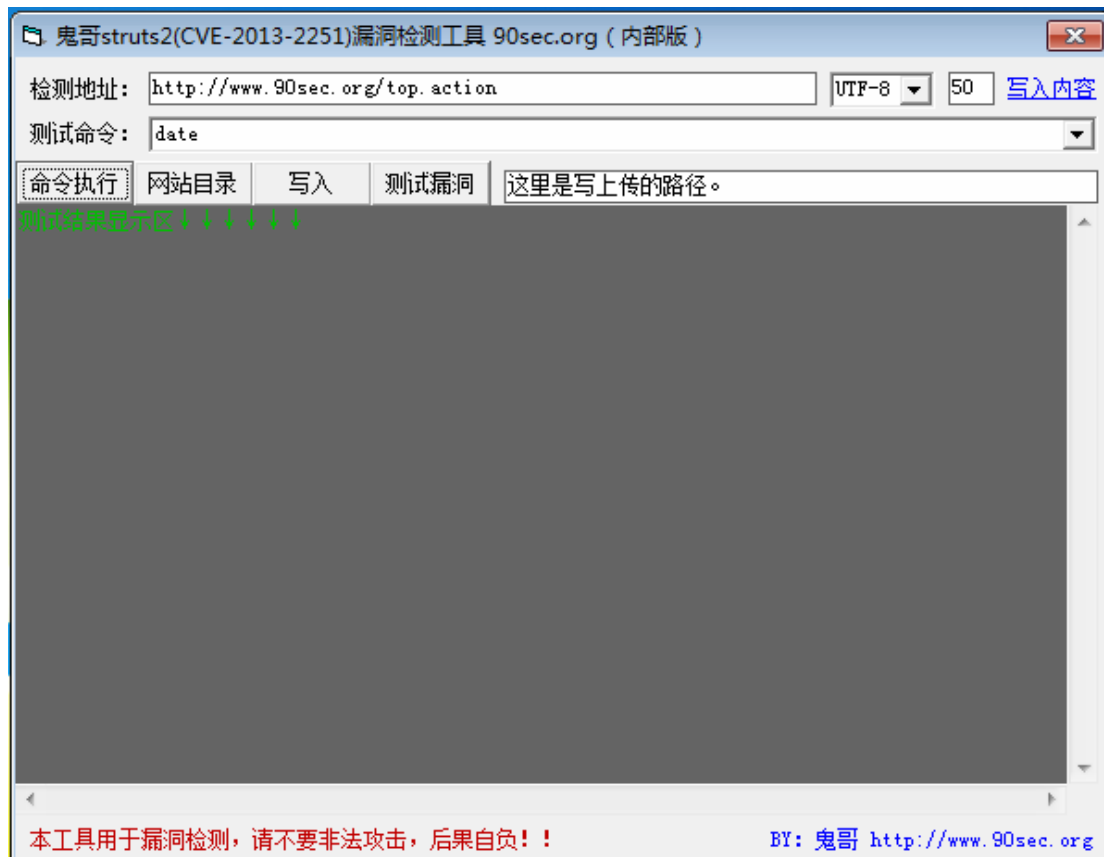 鬼哥struts2(CVE-2013-2251)漏洞检测工具 90sec.org ( 内部版 )
检测地址: http://www.90sec.org/top.action UTF-8 50 写入内容
测试命令: date
命令执行 网站目录 写入 测试漏洞 这里是写上传的路径。
测试结果显示区↓↓↓↓↓↓
本工具用于漏洞检测，请不要非法攻击，后果自负！！ BY: 鬼哥 http://www.90sec.org